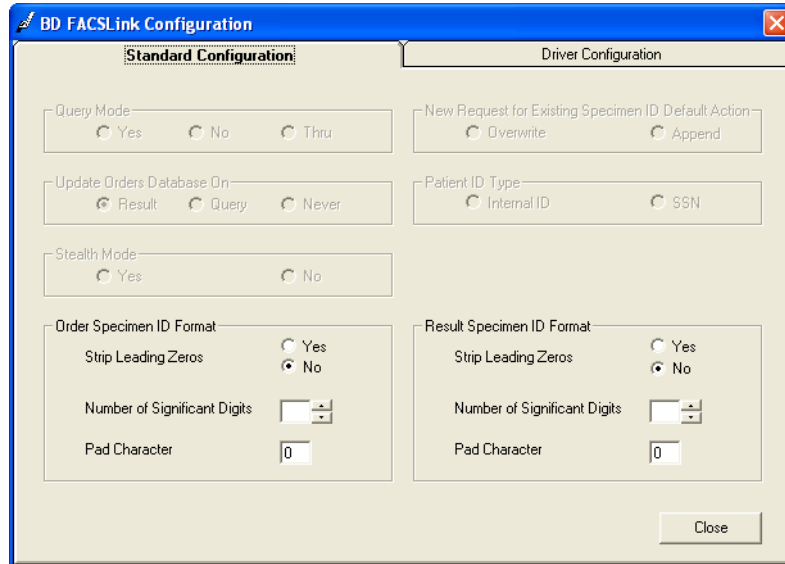 BD FACSLink Configuration
Standard Configuration
Driver Configuration
Query Mode
Yes No Thru
New Request for Existing Specimen ID Default Action
Overwrite Append
Update Orders Database On
Result Query Never
Patient ID Type
Internal ID SSN
Stealth Mode
Yes No
Order Specimen ID Format
Strip Leading Zeros
Yes
No
Number of Significant Digits
Pad Character 0
Result Specimen ID Format
Strip Leading Zeros
Yes
No
Number of Significant Digits
Pad Character 0
Close